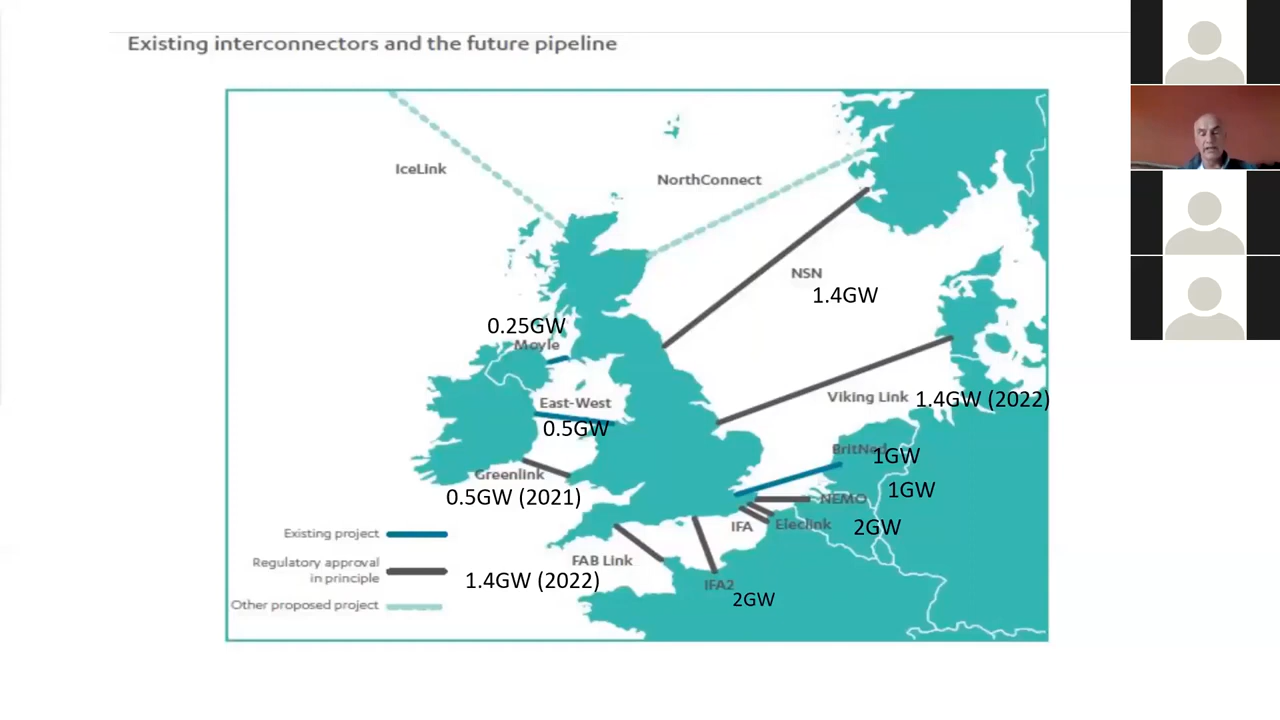 Existing interconnectors and the future pipeline
IceLink
NorthConnect
NSN
1.4GW
0.25GW
Moyle
Viking Link 1.4GW (2022)
East-West
0.5GW
BritNed
1GW
Greenlink
0.5GW (2021)
1GW
NEMO
IFA
Eleclink
2GW
Existing project
FAB Link
Regulatory approval
in principle
1.4GW (2022)
IFA2
2GW
Other proposed project